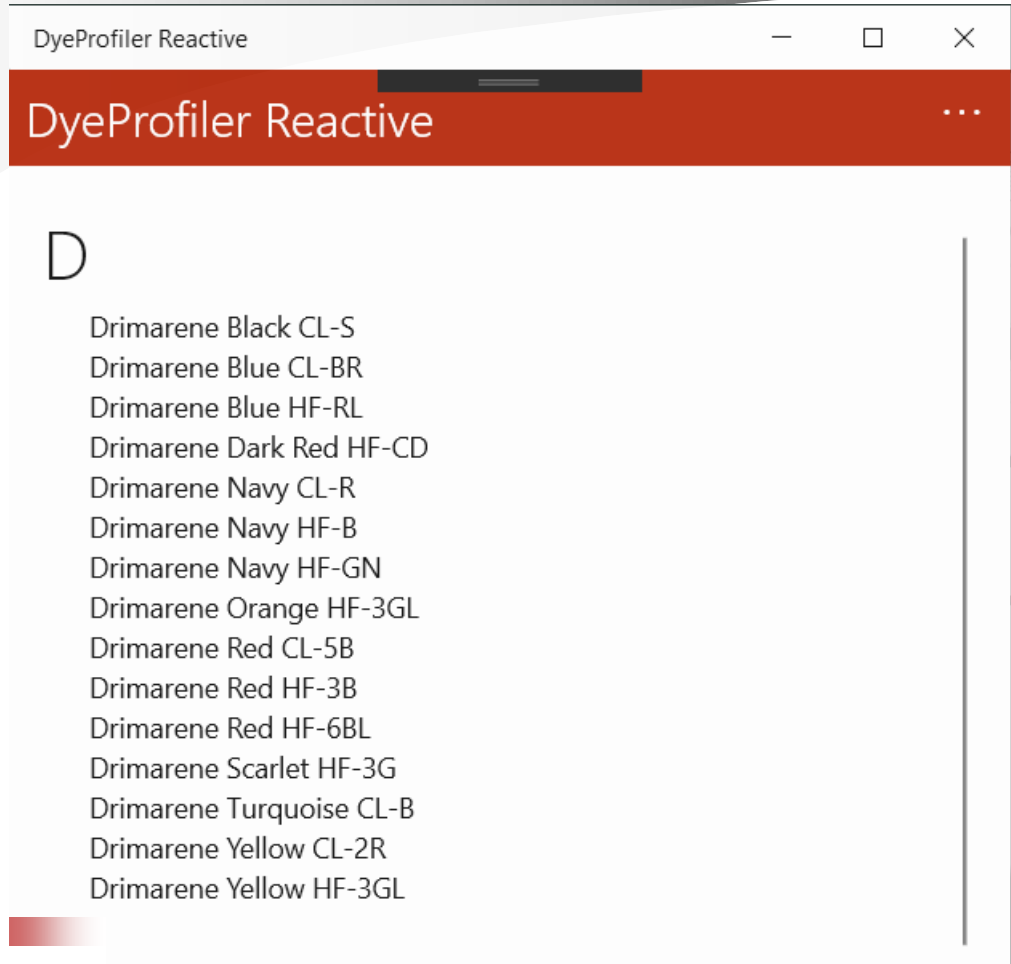 DyeProfiler Reactive
DyeProfiler Reactive
D
Drimarene Black CL-S
Drimarene Blue CL-BR
Drimarene Blue HF-RL
Drimarene Dark Red HF-CD
Drimarene Navy CL-R
Drimarene Navy HF-B
Drimarene Navy HF-GN
Drimarene Orange HF-3GL
Drimarene Red CL-5B
Drimarene Red HF-3B
Drimarene Red HF-6BL
Drimarene Scarlet HF-3G
Drimarene Turquoise CL-B
Drimarene Yellow CL-2R
Drimarene Yellow HF-3GL